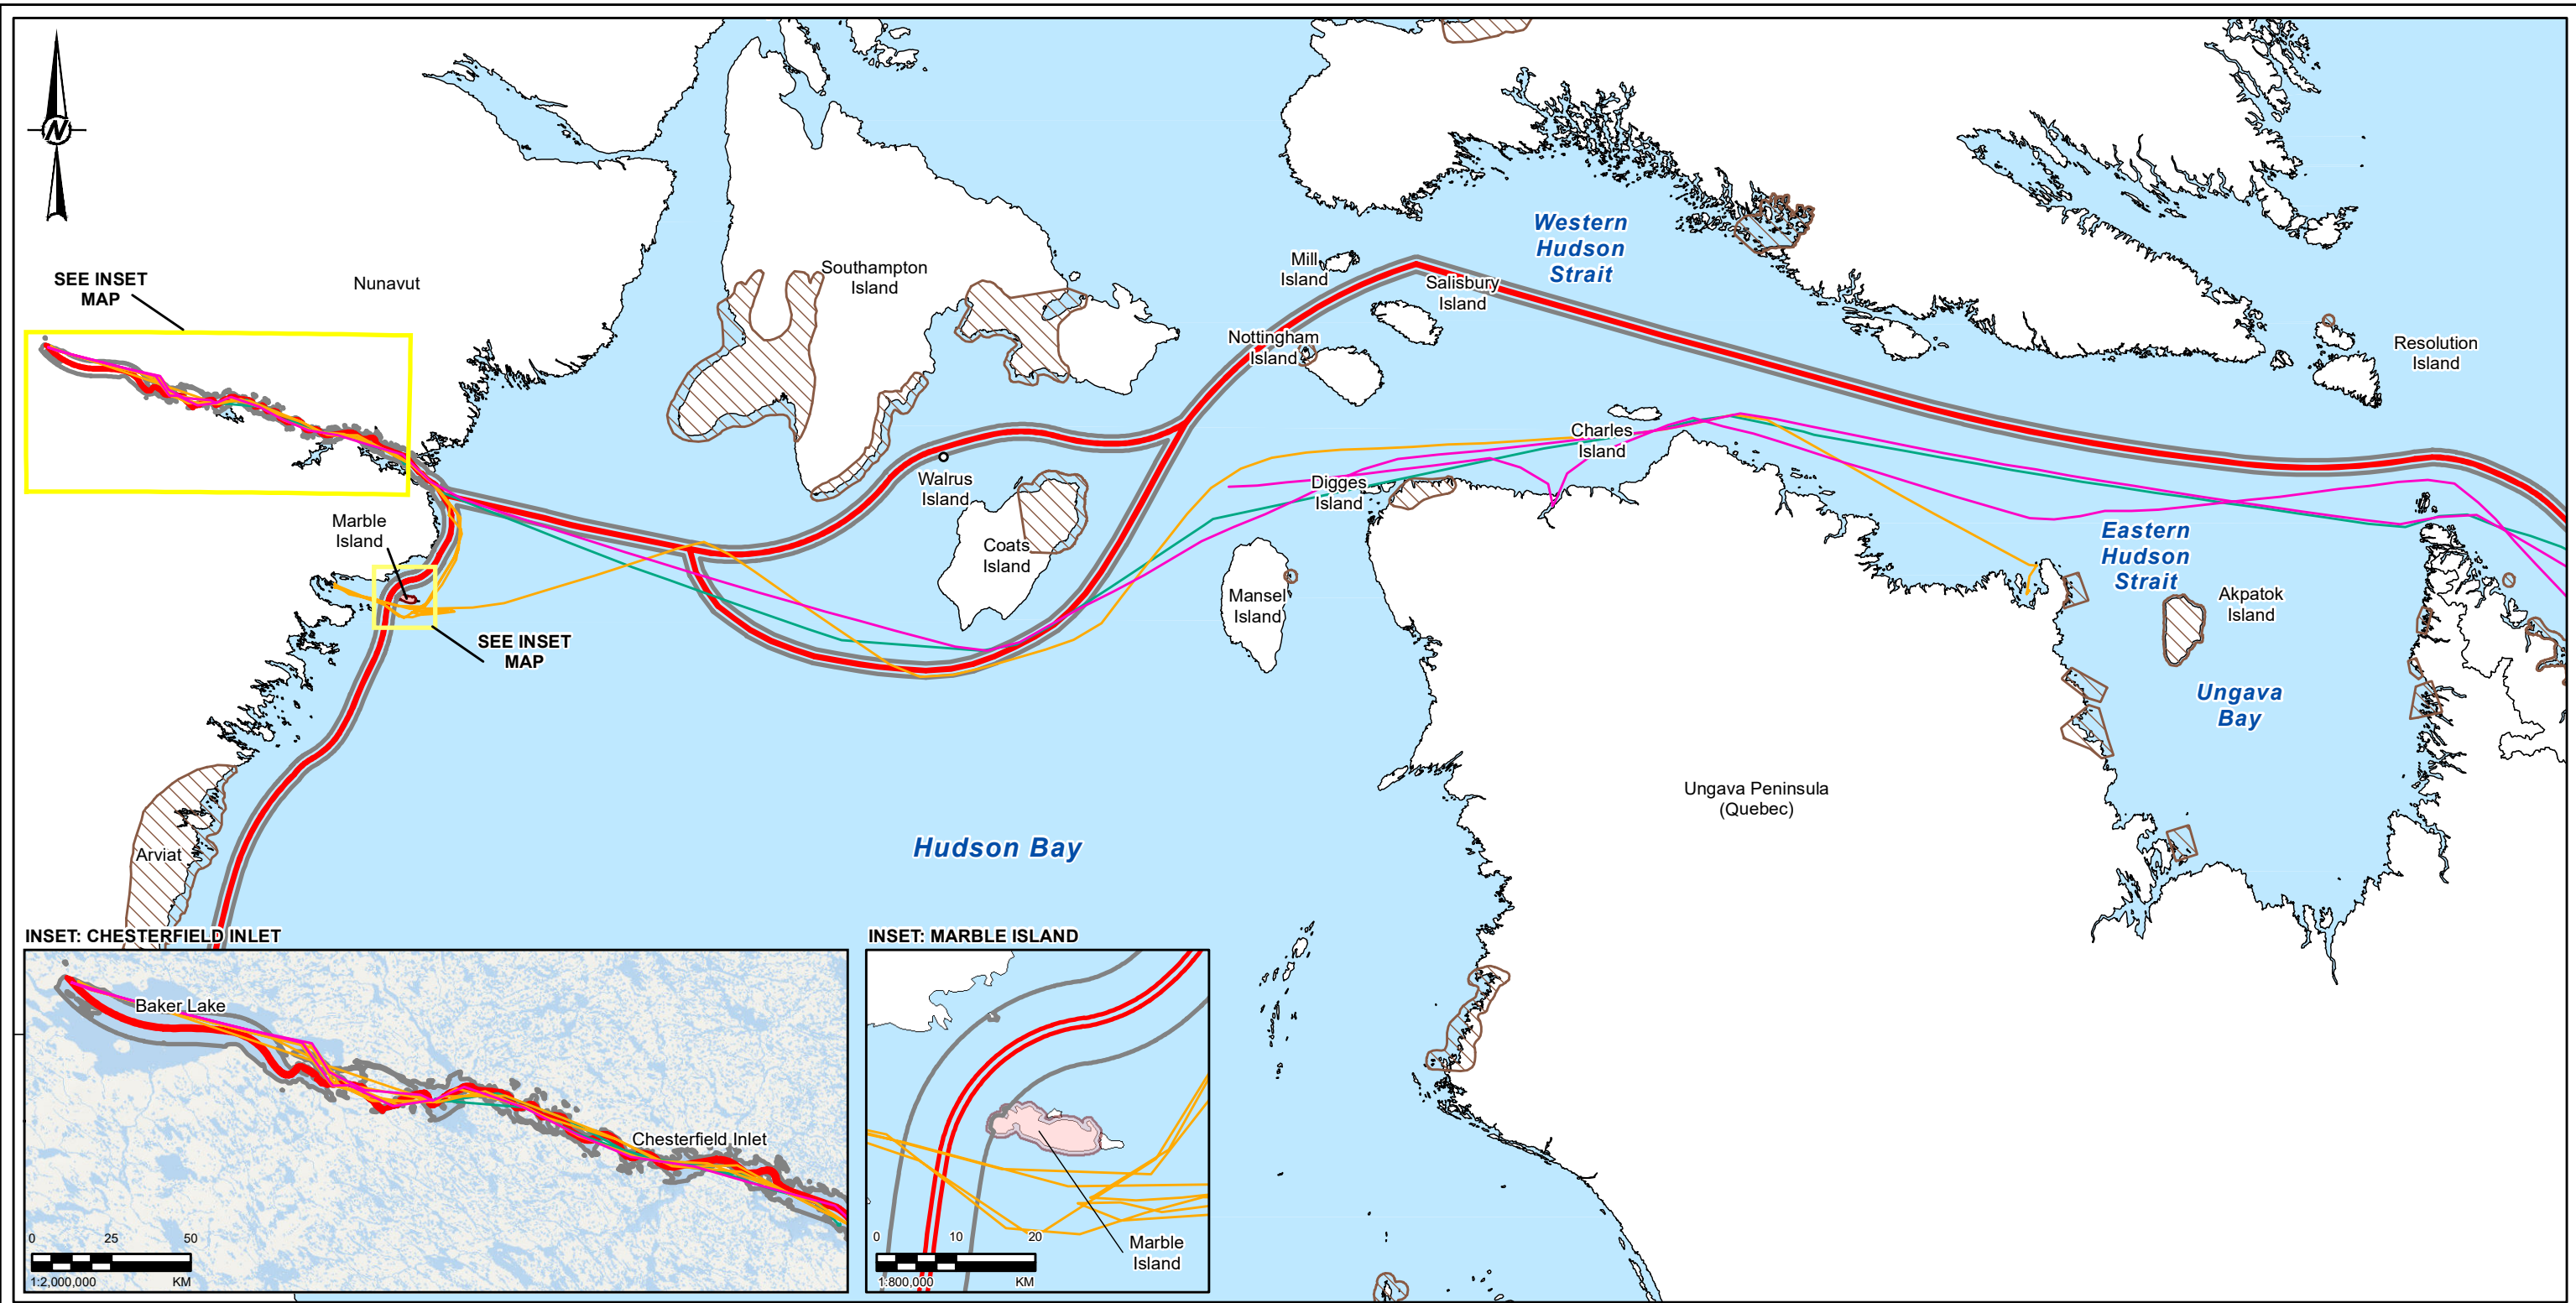 N
Western
Hudson
Strait
SEE INSET
MAP
Nunavut
Southampton
Island
Mill
Island
Salisbury
Island
Nottingham
Island
Resolution
Island
Charles
Island
Walrus
Island
Digges
Island
Marble
Island
Coats
Island
Eastern
Hudson
Strait
Mansel
Island
Akpatok
Island
SEE INSET
MAP
Ungava
Bay
Ungava Peninsula
(Quebec)
Hudson Bay
Arviat
INSET: CHESTERFIELD INLET
Baker Lake
Chesterfield Inlet
0 25 50
1:2,000,000 KM
INSET: MARBLE ISLAND
0 10 20
1:800,000 KM
Marble
Island